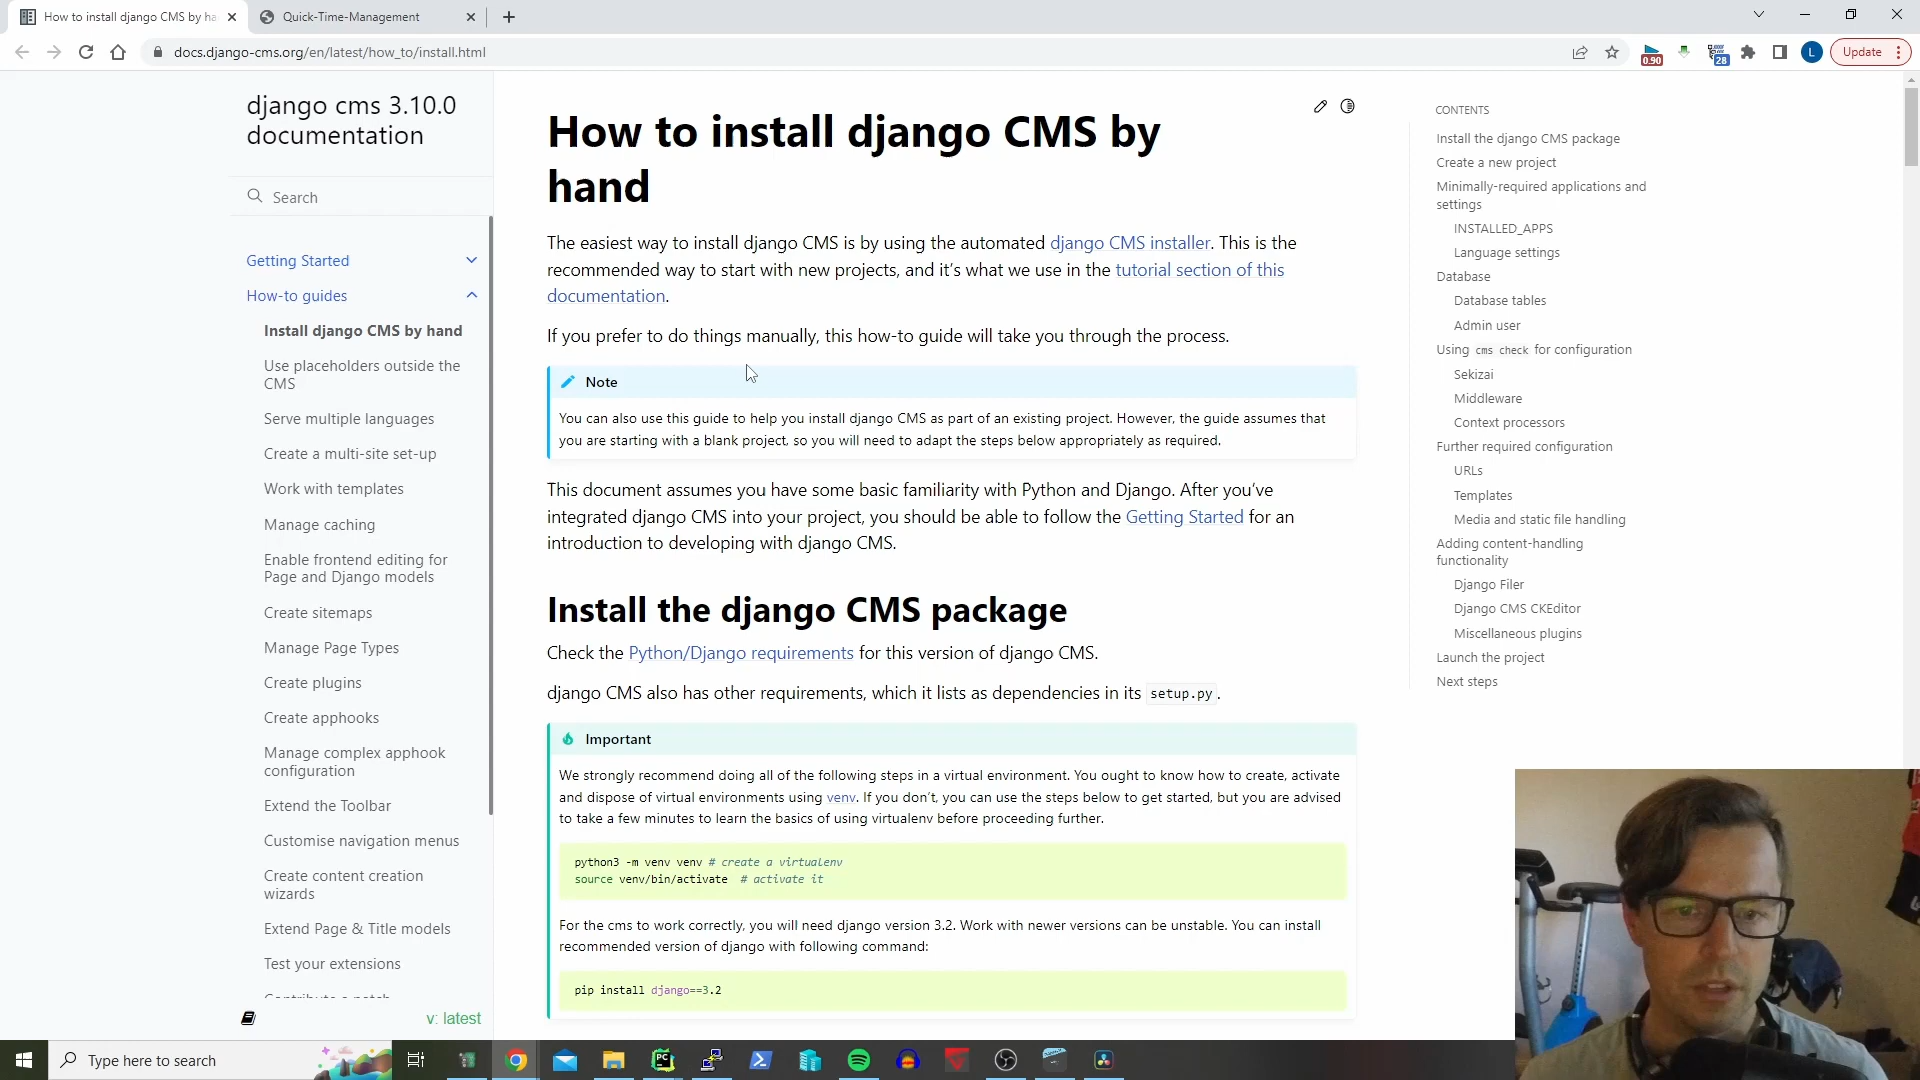 How to install django CMS by ha
Quick-Time-Management
docs.django-cms.org/en/latest/how_to/install.html
0.90
28
L
Update
django cms 3.10.0
documentation
Search
Getting Started
How-to guides
Install django CMS by hand
Use placeholders outside the
CMS
Serve multiple languages
Create a multi-site set-up
Work with templates
Manage caching
Enable frontend editing for
Page and Django models
Create sitemaps
Manage Page Types
Create plugins
Create apphooks
Manage complex apphook
configuration
Extend the Toolbar
Customise navigation menus
Create content creation
wizards
Extend Page & Title models
Test your extensions
v: latest
How to install django CMS by
hand
The easiest way to install django CMS is by using the automated django CMS installer. This is the
recommended way to start with new projects, and it's what we use in the tutorial section of this
documentation.
If you prefer to do things manually, this how-to guide will take you through the process.
Note
You can also use this guide to help you install django CMS as part of an existing project. However, the guide assumes that
you are starting with a blank project, so you will need to adapt the steps below appropriately as required.
This document assumes you have some basic familiarity with Python and Django. After you've
integrated django CMS into your project, you should be able to follow the Getting Started for an
introduction to developing with django CMS.
Install the django CMS package
Check the Python/Django requirements for this version of django CMS.
django CMS also has other requirements, which it lists as dependencies in its setup.py.
Important
We strongly recommend doing all of the following steps in a virtual environment. You ought to know how to create, activate
and dispose of virtual environments using venv. If you don't, you can use the steps below to get started, but you are advised
to take a few minutes to learn the basics of using virtualenv before proceeding further.
python3 -m venv venv # create a virtualenv
source venv/bin/activate # activate it
For the cms to work correctly, you will need django version 3.2. Work with newer versions can be unstable. You can install
recommended version of django with following command:
pip install django==3.2
CONTENTS
Install the django CMS package
Create a new project
Minimally-required applications and
settings
INSTALLED_APPS
Language settings
Database
Database tables
Admin user
Using cms check for configuration
Sekizai
Middleware
Context processors
Further required configuration
URLs
Templates
Media and static file handling
Adding content-handling
functionality
Django Filer
Django CMS CKEditor
Miscellaneous plugins
Launch the project
Next steps
Type here to search
PC